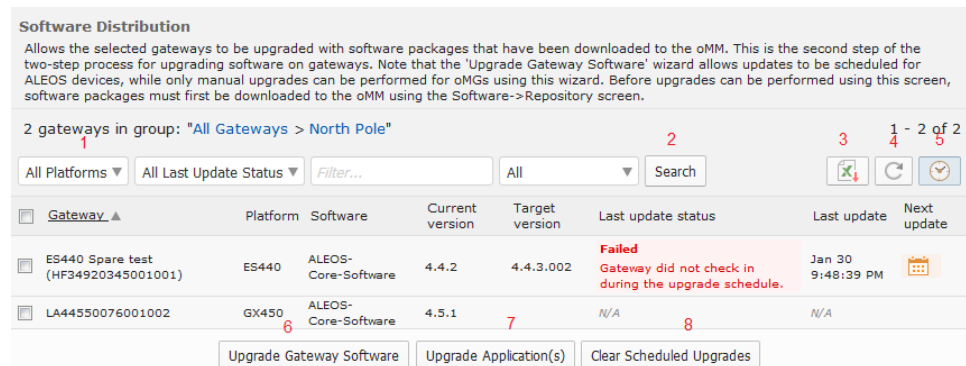 Software Distribution
Allows the selected gateways to be upgraded with software packages that have been downloaded to the oMM. This is the second step of the
two-step process for upgrading software on gateways. Note that the 'Upgrade Gateway Software' wizard allows updates to be scheduled for
ALEOS devices, while only manual upgrades can be performed for oMGs using this wizard. Before upgrades can be performed using this screen,
software packages must first be downloaded to the oMM using the Software->Repository screen.
2 gateways in group: "All Gateways > North Pole" 1 - 2 of 2
1 2 3 4 5
All Platforms ▼ All Last Update Status ▼ Filter... All ▼ Search
Gateway ▲ Platform Software Current version Target version Last update status Last update Next update
ES440 Spare test
(HF34920345001001) ES440 ALEOS-Core-Software 4.4.2 4.4.3.002 Failed Gateway did not check in during the upgrade schedule. Jan 30 9:48:39 PM
LA44550076001002 GX450 ALEOS-Core-Software 4.5.1 N/A N/A
6 7 8
Upgrade Gateway Software Upgrade Application(s) Clear Scheduled Upgrades